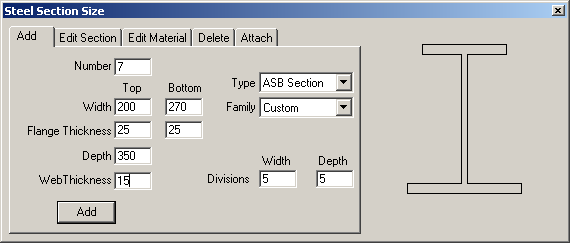 Steel Section Size
Add Edit Section Edit Material Delete Attach
Number 7
Top Bottom
Type ASB Section
Width 200 270
Family Custom
Flange Thickness 25 25
Depth 350
Width Depth
WebThickness 15
Divisions 5 5
Add